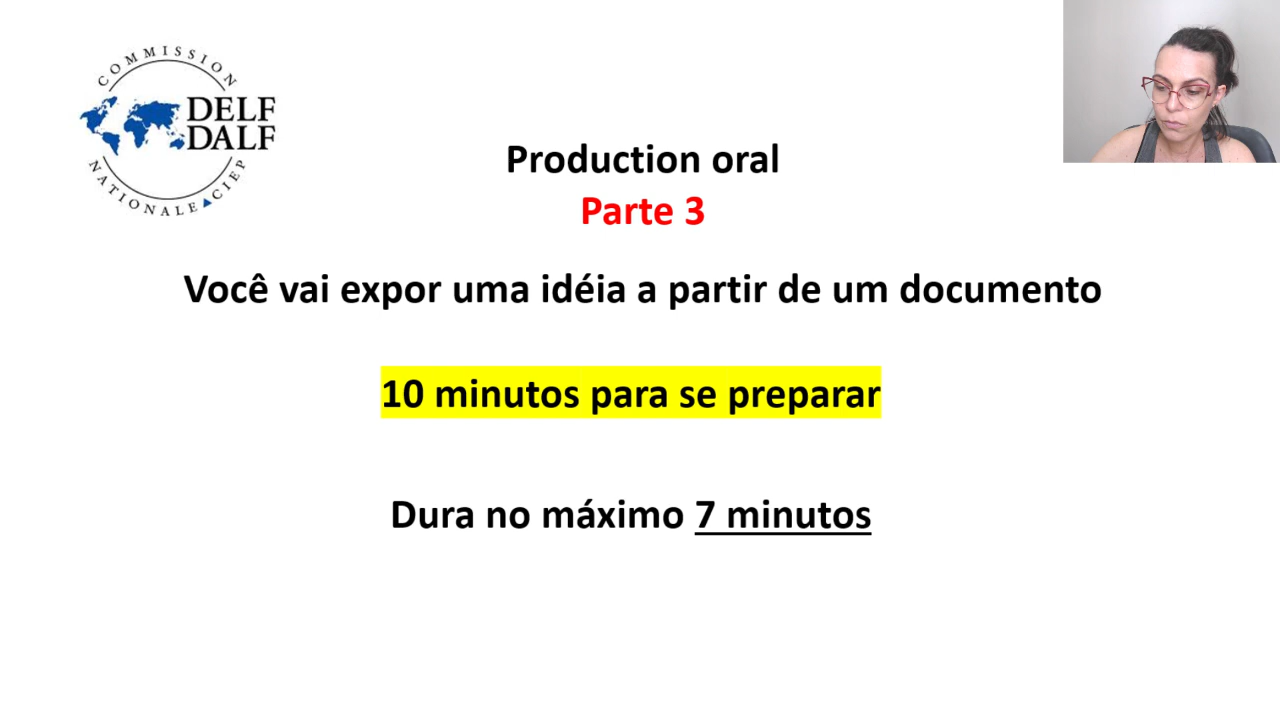 COMMISSION
DELF
DALF
NATIONALE CIEP
Production oral
Parte 3
Você vai expor uma idéia a partir de um documento
10 minutos para se preparar
Dura no máximo 7 minutos